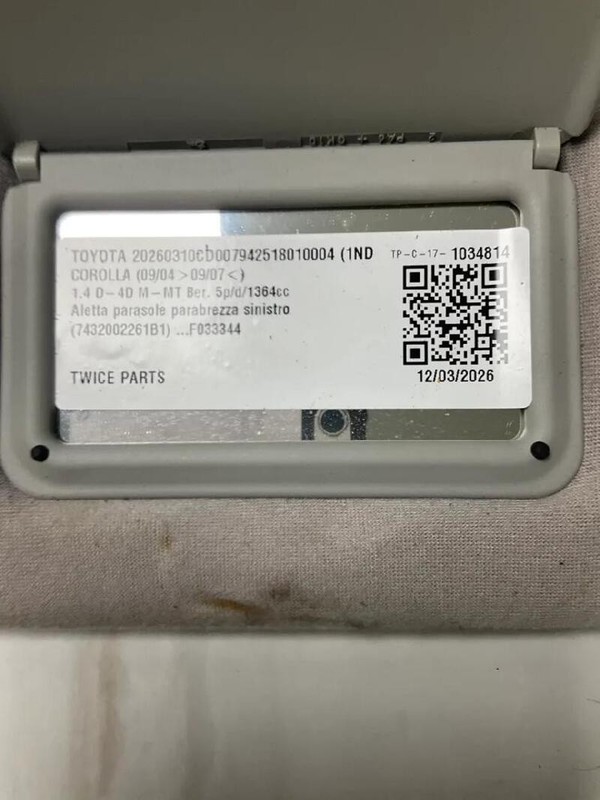 TOYOTA 20260310CD007942518010004 (1ND
TP-C-17- 1034814
COROLLA (09/04 > 09/07 <)
1.4 D-4D M-MT Ber. 5p/d/1364cc
Aletta parasole parabrezza sinistro
(7432002261B1) ...F033344
TWICE PARTS
12/03/2026